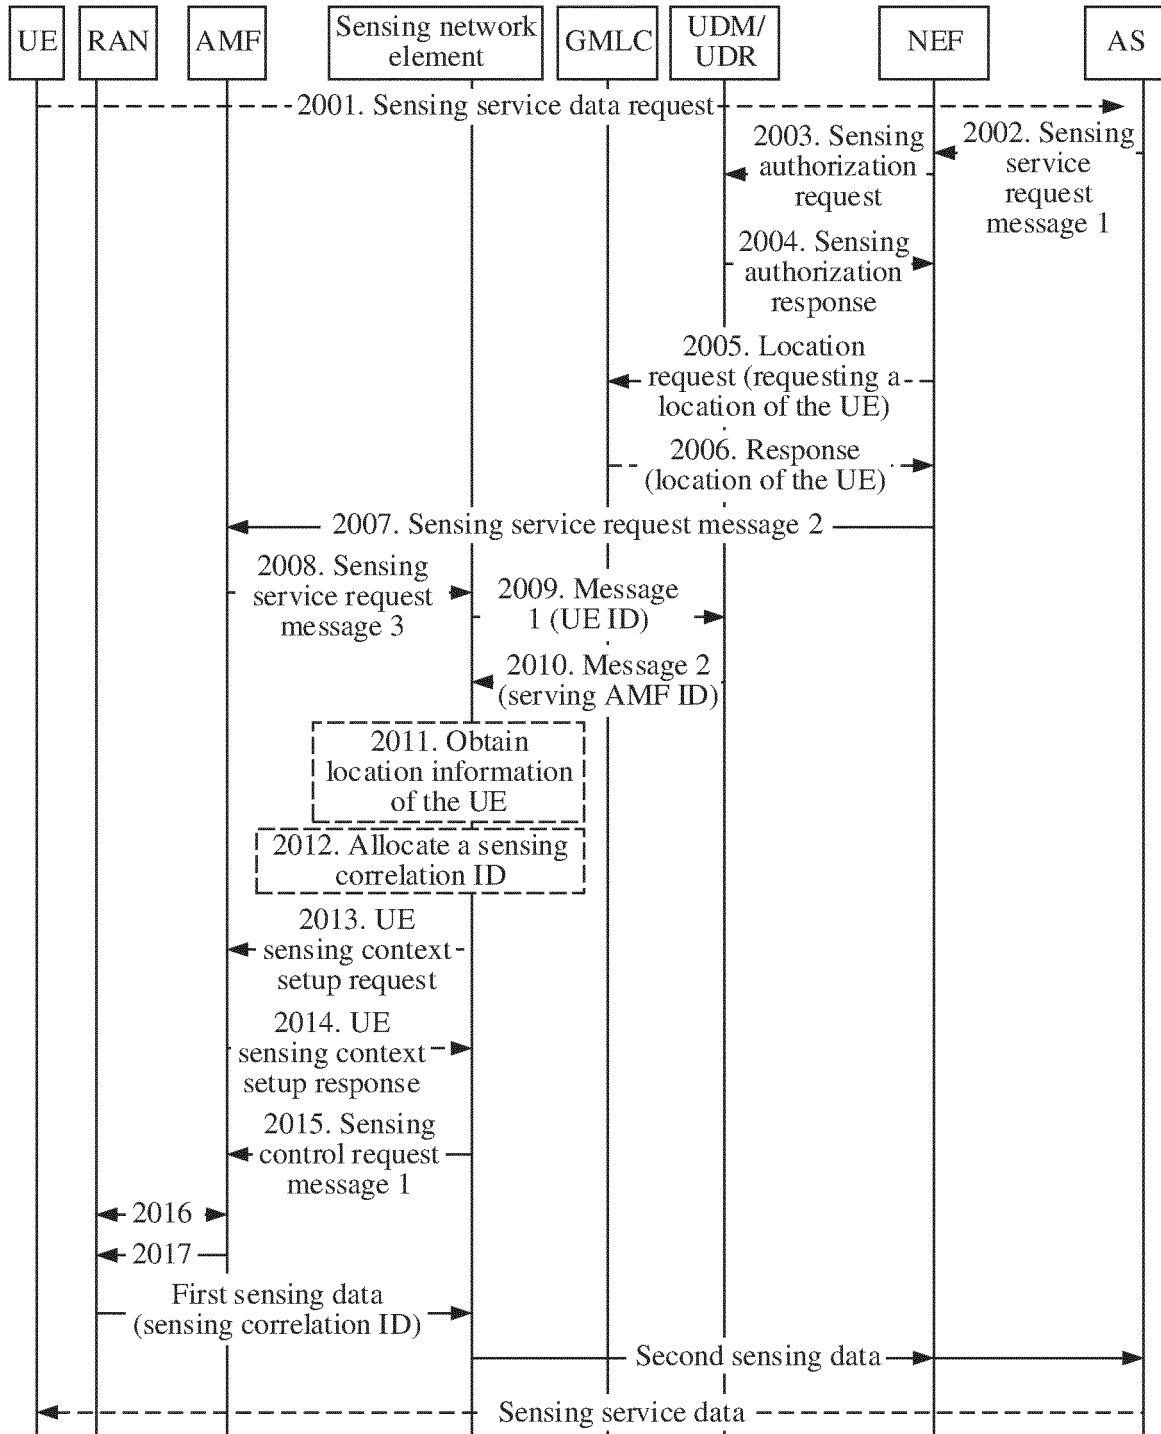 UE
RAN
AMF
Sensing network
element
GMLC
UDM/
UDR
NEF
AS
2001. Sensing service data request
2002. Sensing
service
request
message 1
2003. Sensing
authorization
request
2004. Sensing
authorization
response
2005. Location
request (requesting a
location of the UE)
2006. Response
(location of the UE)
2007. Sensing service request message 2
2008. Sensing
service request
message 3
2009. Message
1 (UE ID)
2010. Message 2
(serving AMF ID)
2011. Obtain
location information
of the UE
2012. Allocate a sensing
correlation ID
2013. UE
sensing context
setup request
2014. UE
sensing context
setup response
2015. Sensing
control request
message 1
2016
2017
First sensing data
(sensing correlation ID)
Second sensing data
Sensing service data